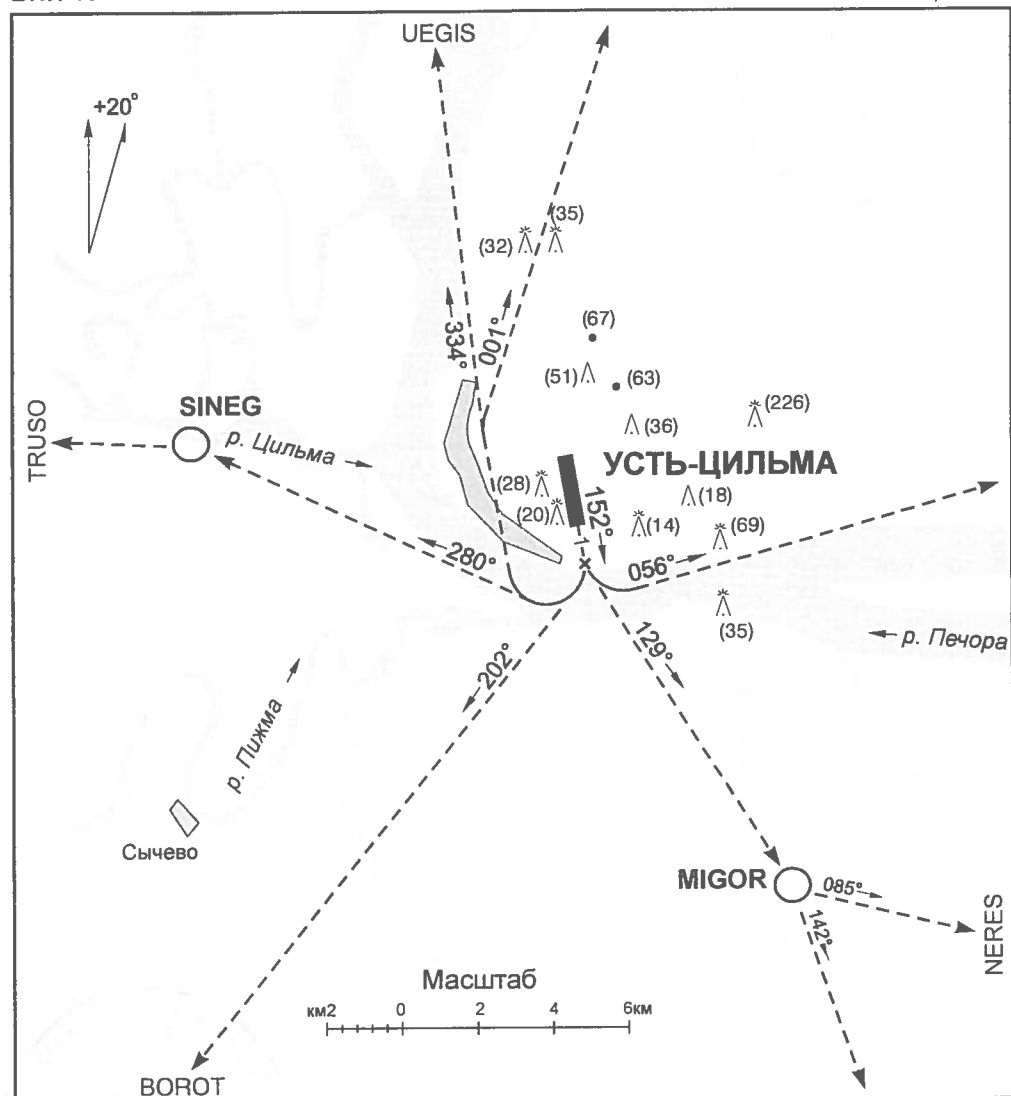 UEGIS
+20°
(35)
(32)
(67)
334°
001°
(51)
(63)
(226)
(36)
TRUSO
SINEG
р. Цильма
УСТЬ-ЦИЛЬМА
(28)
(18)
(20)
152°
(14)
(69)
1
280°
056°
(35)
р. Печора
129°
202°
р. Пижма
Сычево
MIGOR
085°
142°
NERES
Масштаб
км2 0 2 4 6км
BOROT